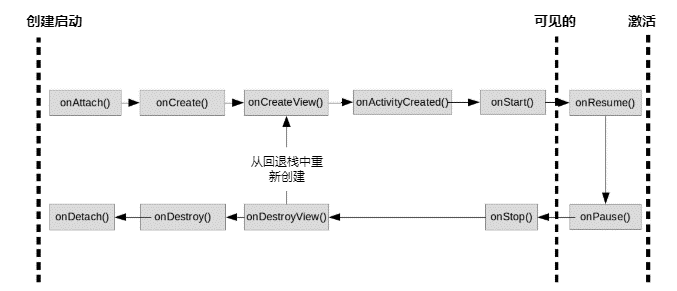 创建启动 可见的 激活
onAttach() onCreate() onCreateView() onActivityCreated() onStart() onResume()
从回退栈中重
新创建
onDetach() onDestroy() onDestroyView() onStop() onPause()